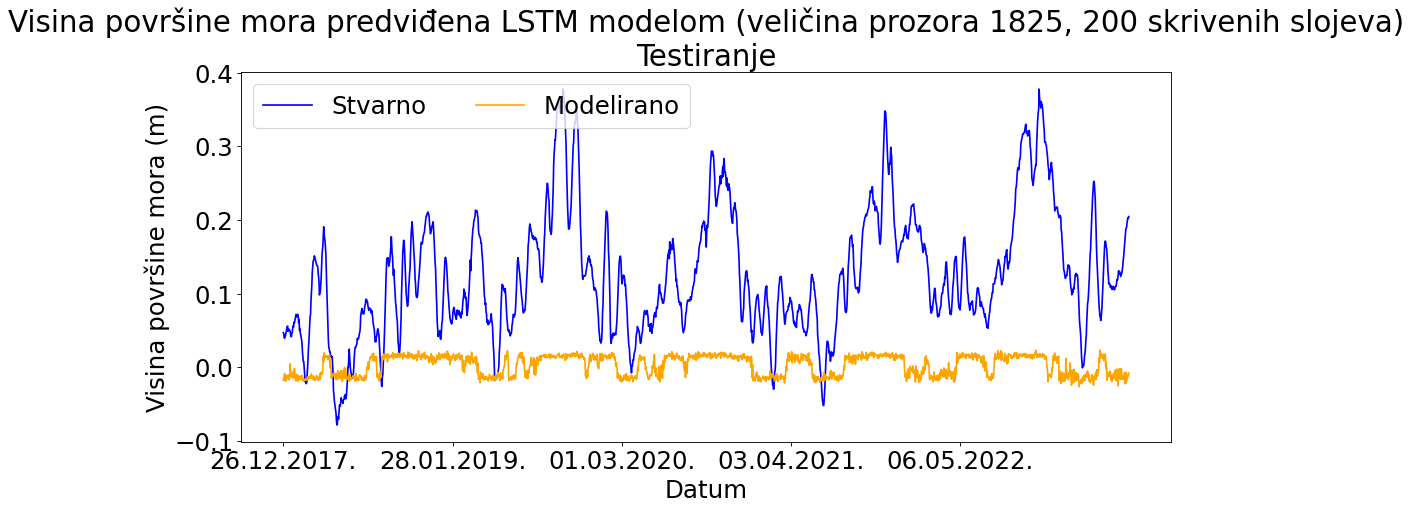 Visina površine mora predviđena LSTM modelom (veličina prozora 1825, 200 skrivenih slojeva)
Testiranje
Stvarno
Modelirano
Visina površine mora (m)
0.4
0.3
0.2
0.1
0.0
−0.1
26.12.2017.
28.01.2019.
01.03.2020.
03.04.2021.
06.05.2022.
Datum